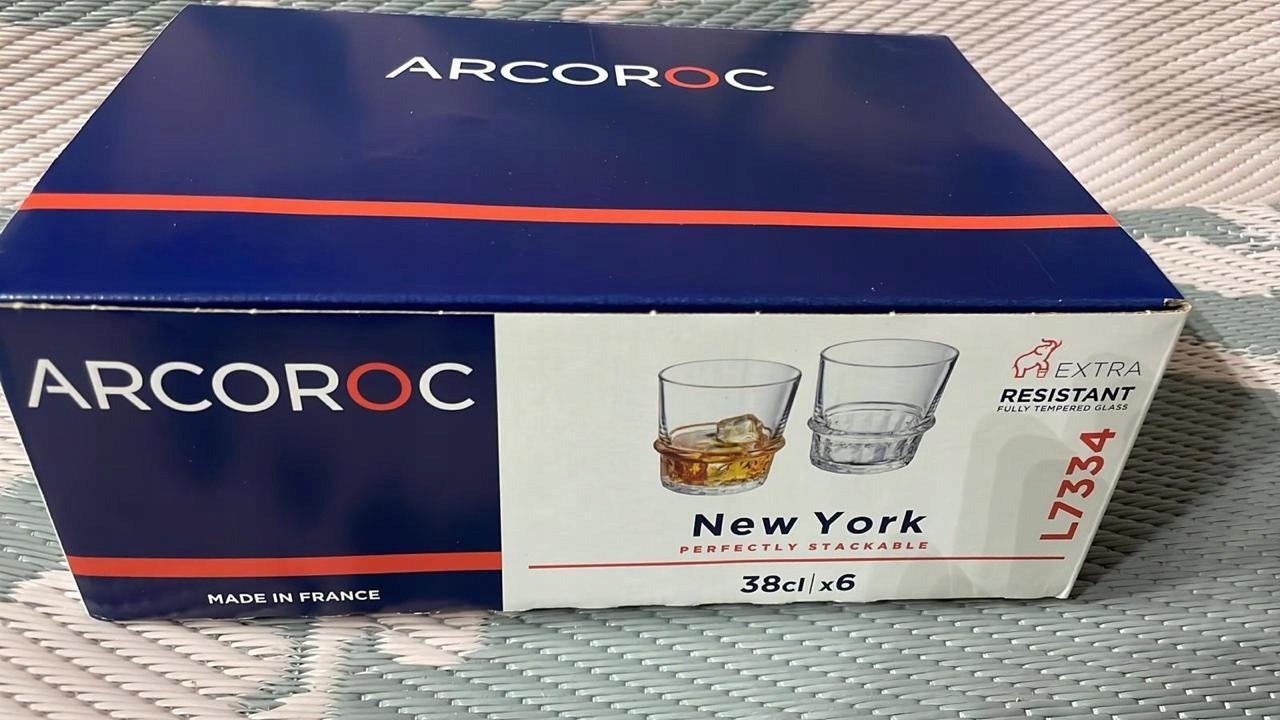 ARCOROC
ARCOROC
MADE IN FRANCE
New York
PERFECTLY STACKABLE
38cl | x6
EXTRA
RESISTANT
FULLY TEMPERED GLASS
L7334